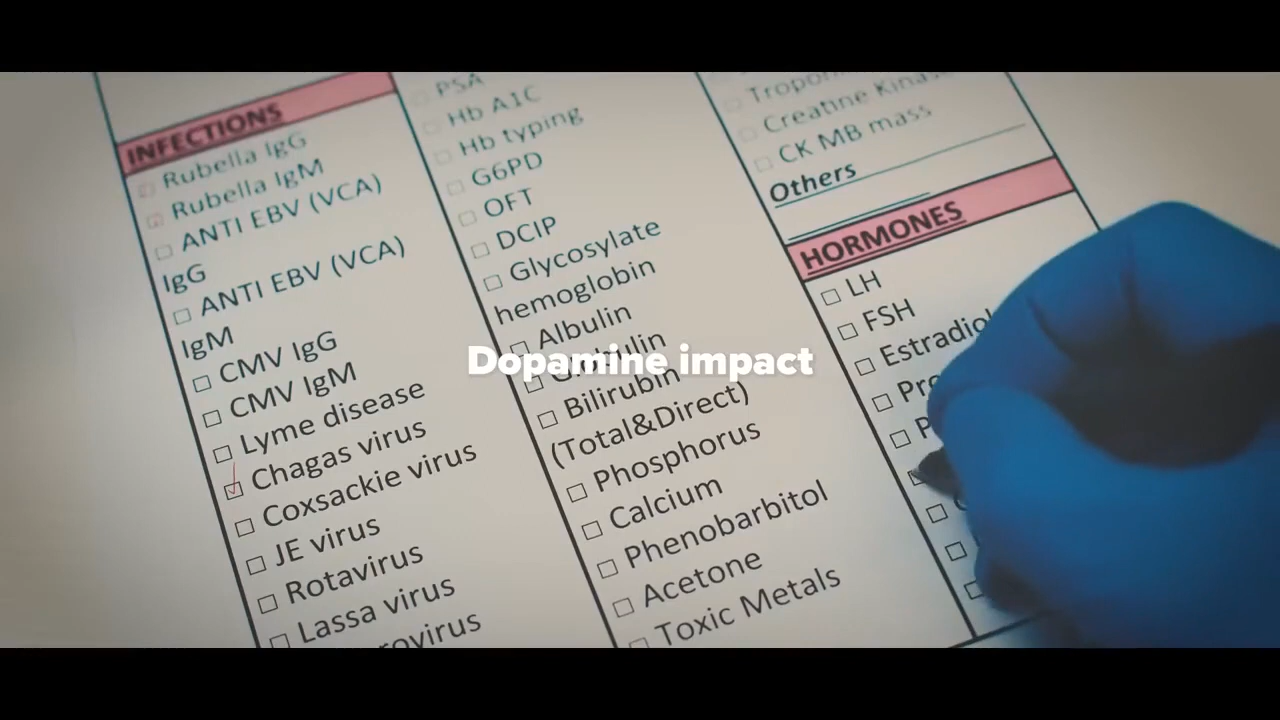 INFECTIONS
Rubella IgG
Rubella IgM
ANTI EBV (VCA)
IgG
ANTI EBV (VCA)
IgM
CMV IgG
CMV IgM
Lyme disease
Chagas virus
Coxsackie virus
JE virus
Rotavirus
Lassa virus
PSA
Hb A1C
Hb typing
G6PD
OFT
DCIP
Glycosylate
hemoglobin
Albulin
Globulin
Bilirubin
(Total&Direct)
Phosphorus
Calcium
Phenobarbitol
Acetone
Toxic Metals
Creatine
CK MB mass
Others
HORMONES
LH
FSH
Estradiol
Dopamine impact